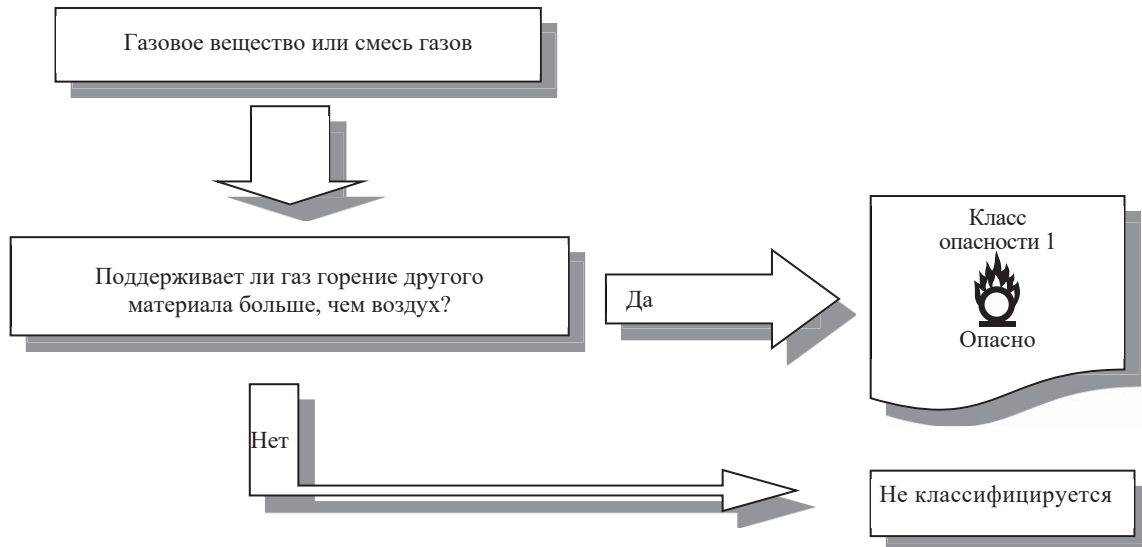 Газовое вещество или смесь газов
Поддерживает ли газ горение другого
материала больше, чем воздух?
Да
Класс
опасности 1
Опасно
Нет
Не классифицируется